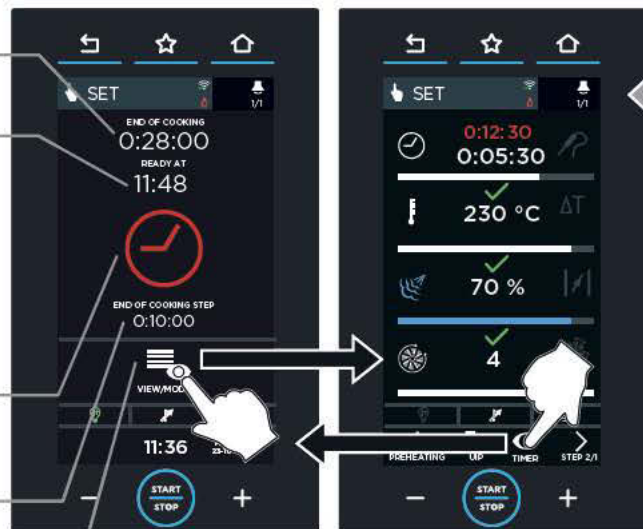 SET
1/1
END OF COOKING
0:28:00
READY AT
11:48
END OF COOKING STEP
0:10:00
11:36
START
STOP
SET
1/1
0:12:30
0:05:30
230 °C
ΔT
70 %
4
PREHEATING
TIMER
STEP 2/1
START
STOP